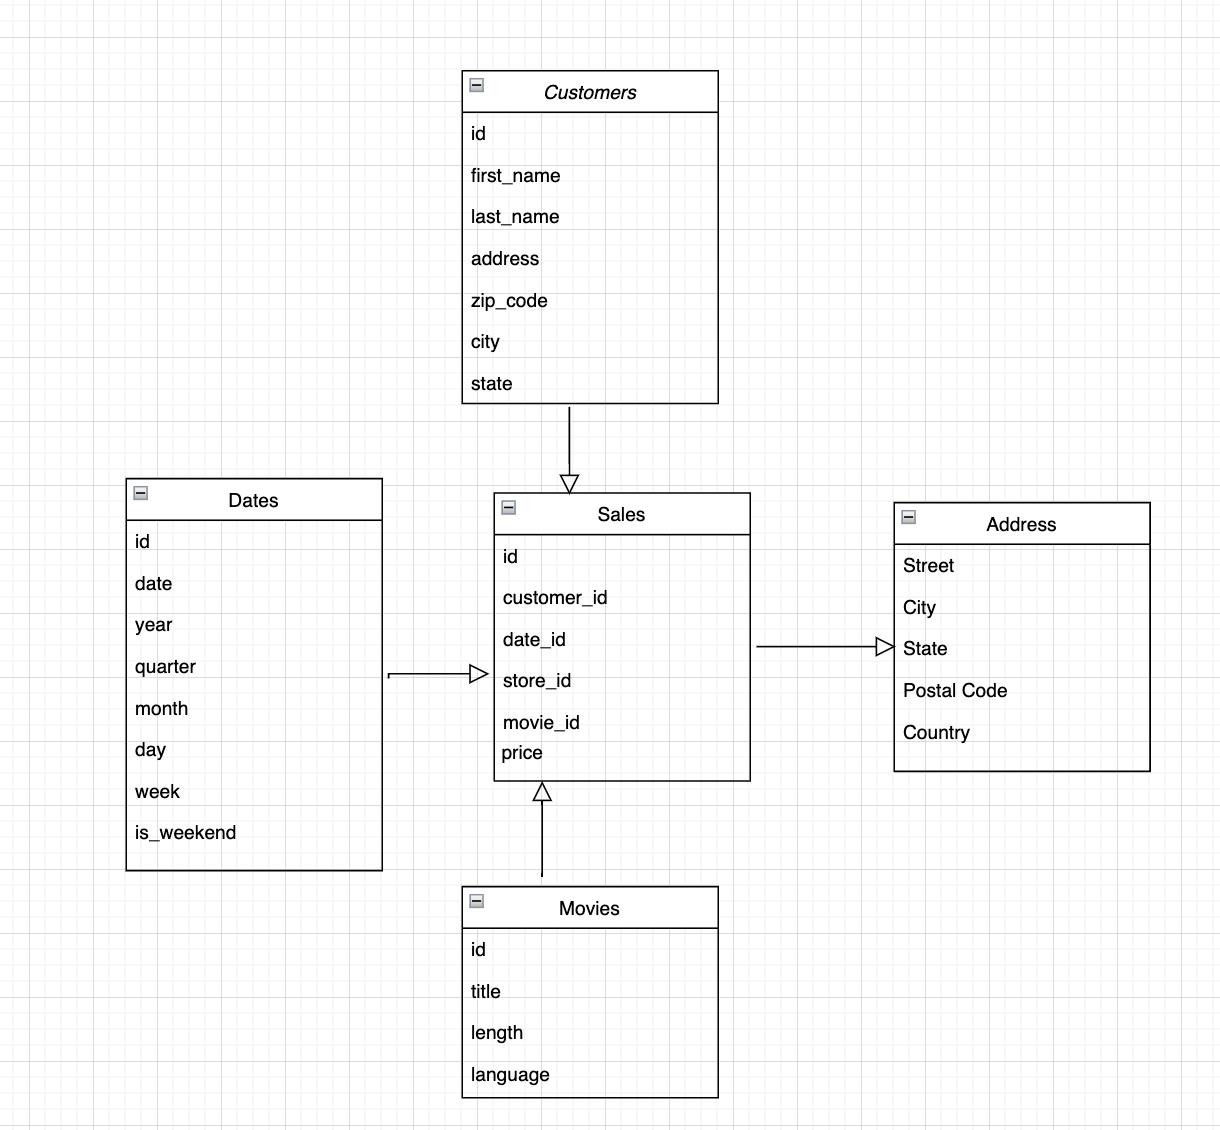 Customers
id
first_name
last_name
address
zip_code
city
state
Dates
id
date
year
quarter
month
day
week
is_weekend
Sales
id
customer_id
date_id
store_id
movie_id
price
Address
Street
City
State
Postal Code
Country
Movies
id
title
length
language